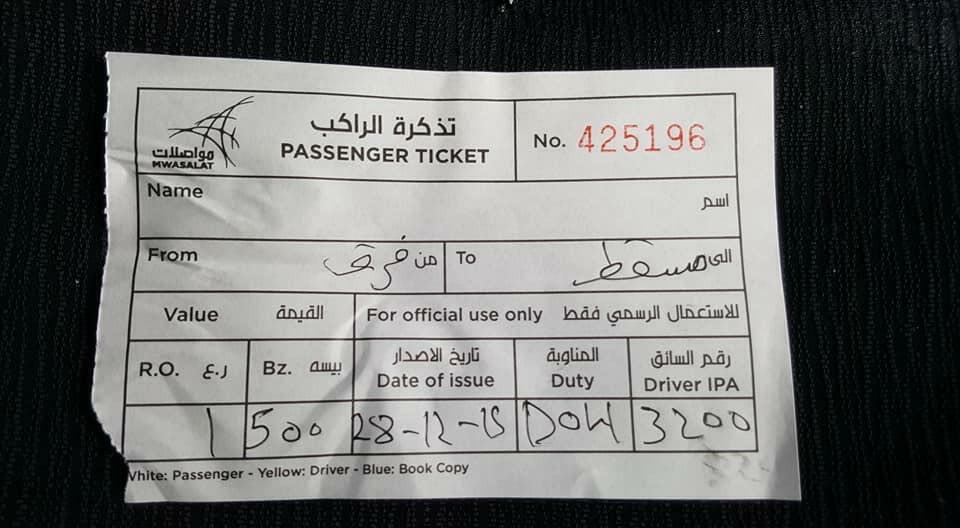 تذكرة الراكب
PASSENGER TICKET
No. 425196
مواصلات
MWASALAT
Name اسم
From من فرق To الى مسقط
Value القيمة For official use only للاستعمال الرسمي فقط
R.O. ر.ع. Bz. بيسه تاريخ الاصدار Date of issue المناوبة Duty رقم السائق Driver IPA
1 500 28-12-15 DOW 3200
White: Passenger - Yellow: Driver - Blue: Book Copy